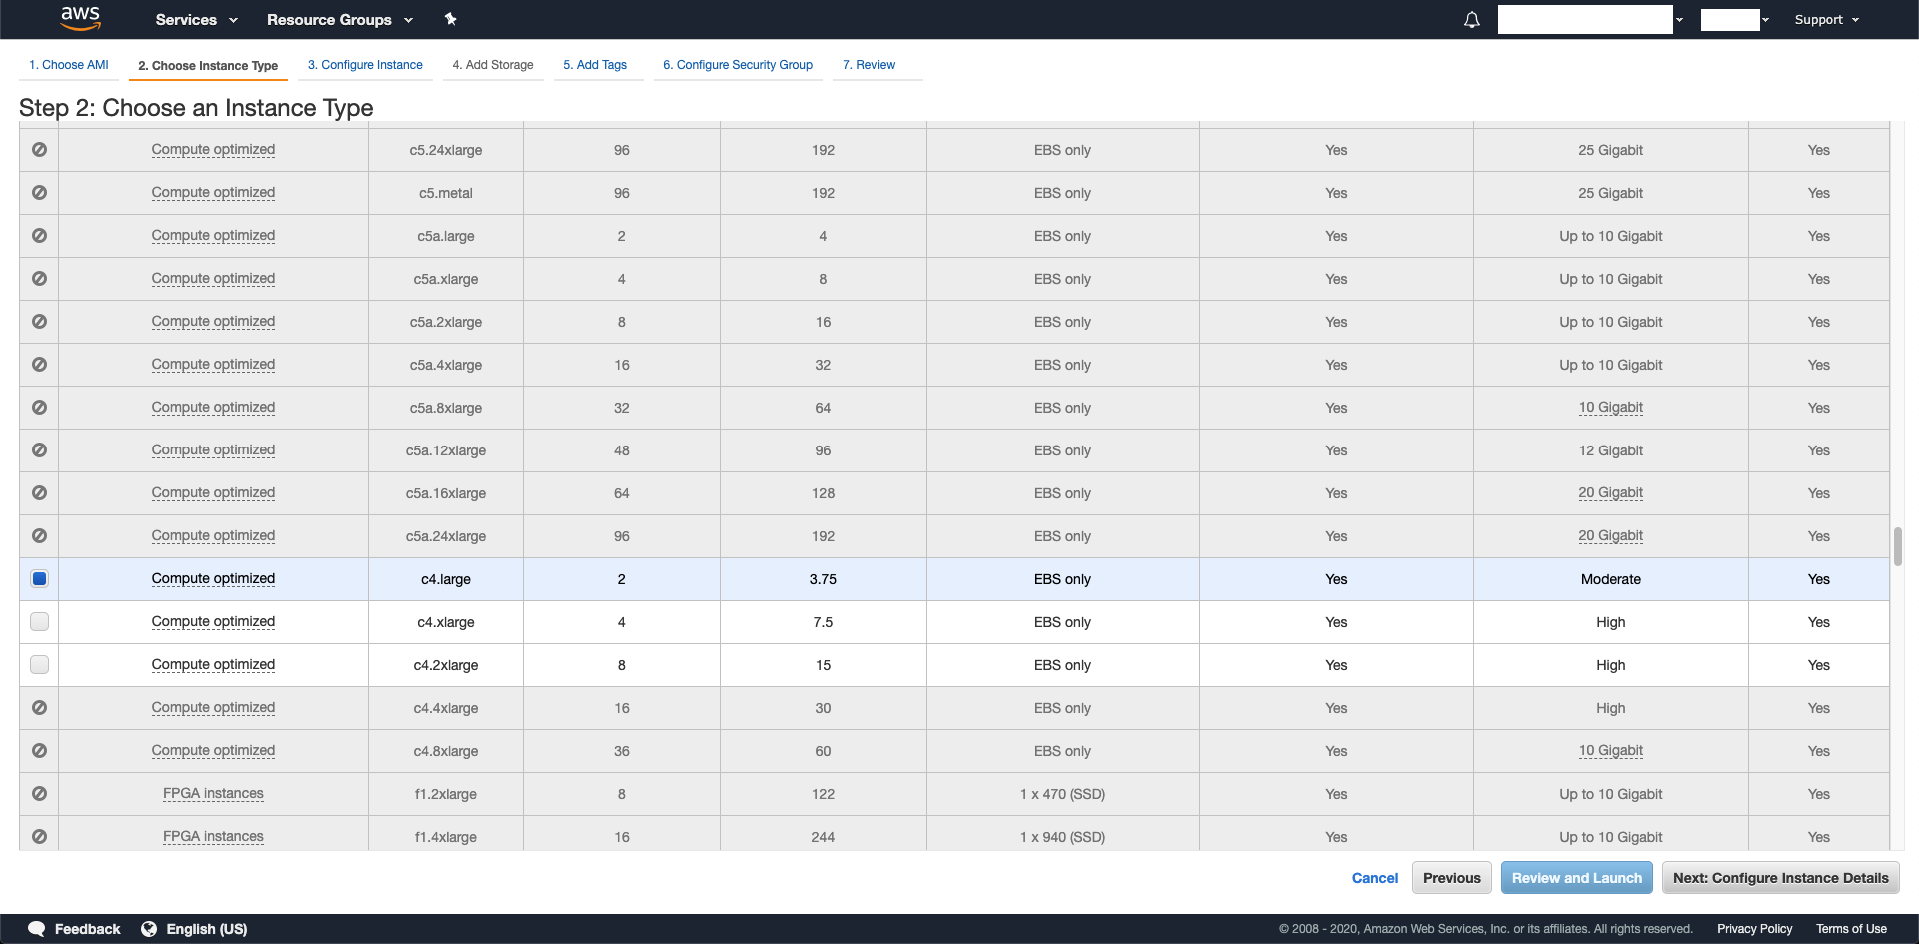 aws Services Resource Groups Support
1. Choose AMI 2. Choose Instance Type 3. Configure Instance 4. Add Storage 5. Add Tags 6. Configure Security Group 7. Review
Step 2: Choose an Instance Type
Compute optimized c5.24xlarge 96 192 EBS only Yes 25 Gigabit Yes
Compute optimized c5.metal 96 192 EBS only Yes 25 Gigabit Yes
Compute optimized c5a.large 2 4 EBS only Yes Up to 10 Gigabit Yes
Compute optimized c5a.xlarge 4 8 EBS only Yes Up to 10 Gigabit Yes
Compute optimized c5a.2xlarge 8 16 EBS only Yes Up to 10 Gigabit Yes
Compute optimized c5a.4xlarge 16 32 EBS only Yes Up to 10 Gigabit Yes
Compute optimized c5a.8xlarge 32 64 EBS only Yes 10 Gigabit Yes
Compute optimized c5a.12xlarge 48 96 EBS only Yes 12 Gigabit Yes
Compute optimized c5a.16xlarge 64 128 EBS only Yes 20 Gigabit Yes
Compute optimized c5a.24xlarge 96 192 EBS only Yes 20 Gigabit Yes
Compute optimized c4.large 2 3.75 EBS only Yes Moderate Yes
Compute optimized c4.xlarge 4 7.5 EBS only Yes High Yes
Compute optimized c4.2xlarge 8 15 EBS only Yes High Yes
Compute optimized c4.4xlarge 16 30 EBS only Yes High Yes
Compute optimized c4.8xlarge 36 60 EBS only Yes 10 Gigabit Yes
FPGA instances f1.2xlarge 8 122 1 x 470 (SSD) Yes Up to 10 Gigabit Yes
FPGA instances f1.4xlarge 16 244 1 x 940 (SSD) Yes Up to 10 Gigabit Yes
Cancel Previous Review and Launch Next: Configure Instance Details
Feedback English (US) © 2008 - 2020, Amazon Web Services, Inc. or its affiliates. All rights reserved. Privacy Policy Terms of Use